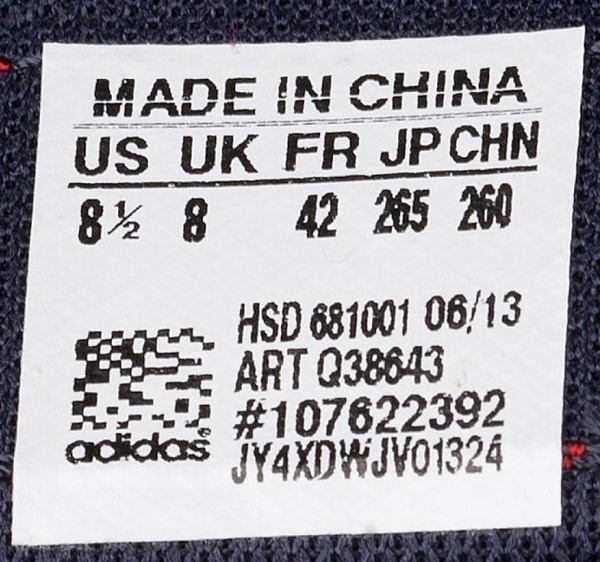 MADE IN CHINA
US UK FR JP CHN
8½ 8 42 265 260
HSD 681001 06/13
ART Q38643
#107622392
JY4XDWJV01324
adidas®